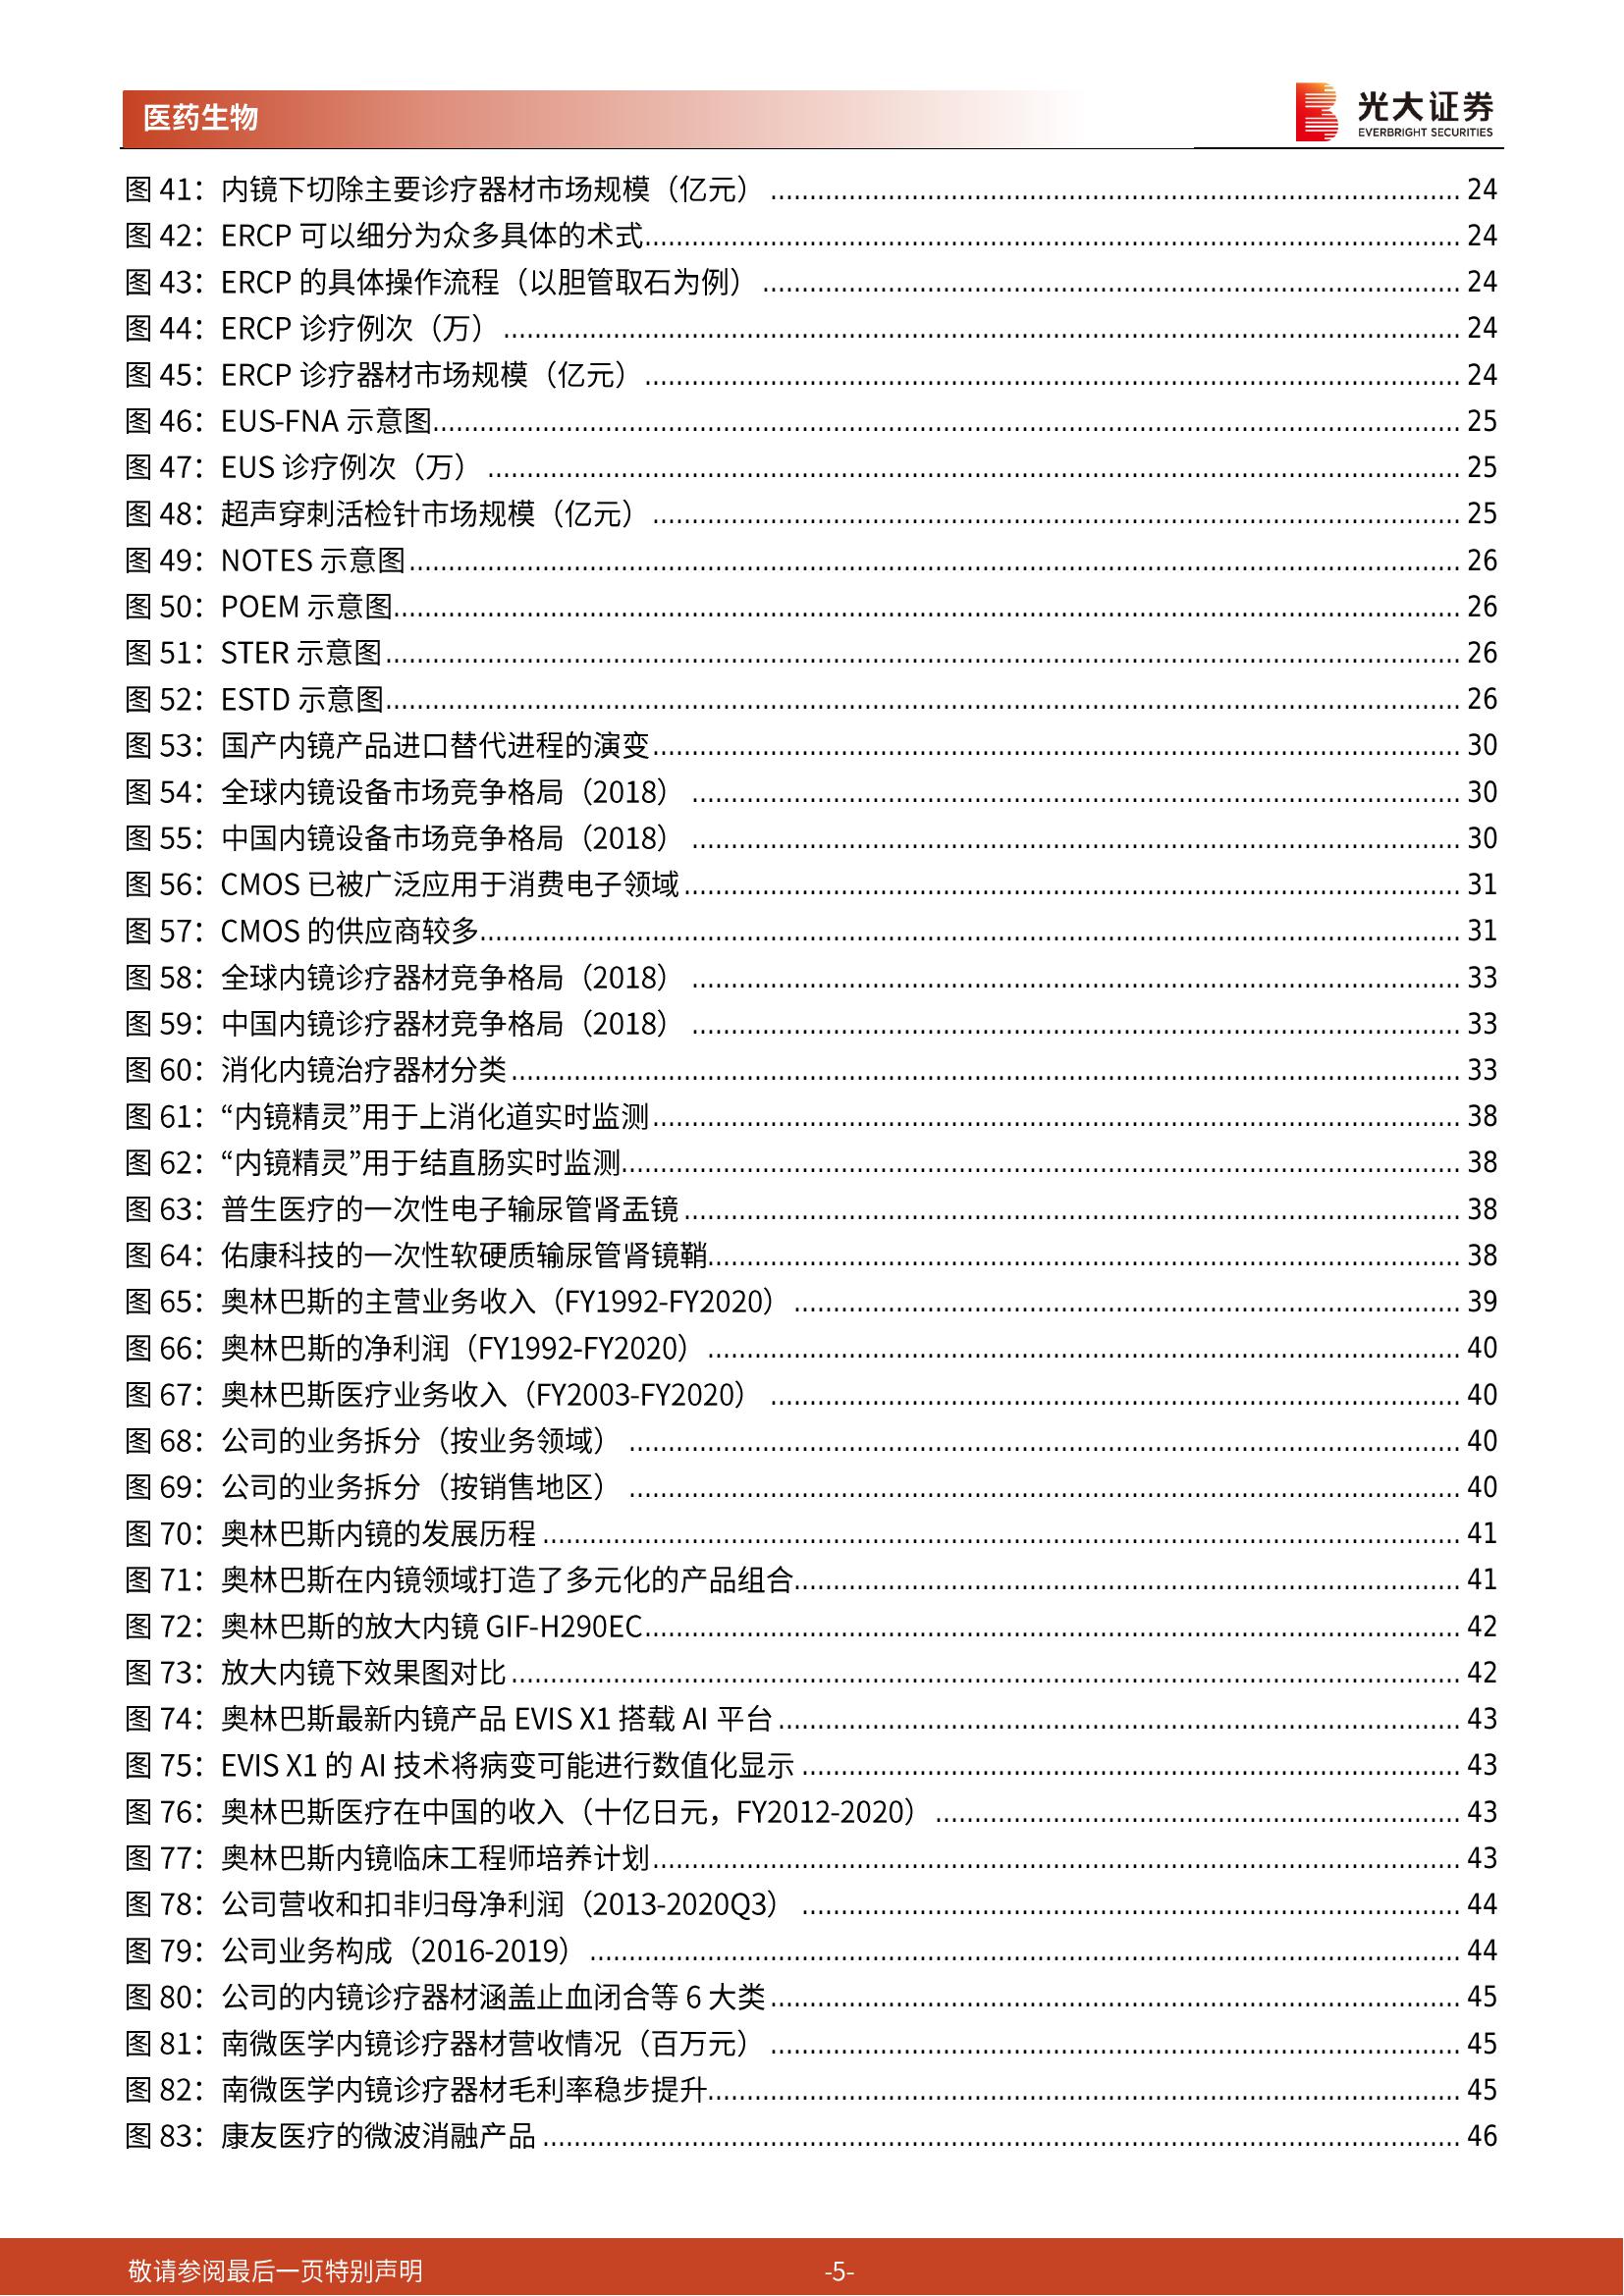 医药生物
光大证券
EVERBRIGHT SECURITIES
图 41：内镜下切除主要诊疗器材市场规模（亿元） ........ 24
图 42：ERCP 可以细分为众多具体的术式........ 24
图 43：ERCP 的具体操作流程（以胆管取石为例） ........ 24
图 44：ERCP 诊疗例次（万） ........ 24
图 45：ERCP 诊疗器材市场规模（亿元） ........ 24
图 46：EUS-FNA 示意图........ 25
图 47：EUS 诊疗例次（万） ........ 25
图 48：超声穿刺活检针市场规模（亿元） ........ 25
图 49：NOTES 示意图........ 26
图 50：POEM 示意图........ 26
图 51：STER 示意图........ 26
图 52：ESTD 示意图........ 26
图 53：国产内镜产品进口替代进程的演变........ 30
图 54：全球内镜设备市场竞争格局（2018） ........ 30
图 55：中国内镜设备市场竞争格局（2018） ........ 30
图 56：CMOS 已被广泛应用于消费电子领域........ 31
图 57：CMOS 的供应商较多........ 31
图 58：全球内镜诊疗器材竞争格局（2018） ........ 33
图 59：中国内镜诊疗器材竞争格局（2018） ........ 33
图 60：消化内镜治疗器材分类 ........ 33
图 61：“内镜精灵”用于上消化道实时监测........ 38
图 62：“内镜精灵”用于结直肠实时监测........ 38
图 63：普生医疗的一次性电子输尿管肾盂镜 ........ 38
图 64：佑康科技的一次性软硬质输尿管肾镜鞘........ 38
图 65：奥林巴斯的主营业务收入（FY1992-FY2020） ........ 39
图 66：奥林巴斯的净利润（FY1992-FY2020） ........ 40
图 67：奥林巴斯医疗业务收入（FY2003-FY2020） ........ 40
图 68：公司的业务拆分（按业务领域） ........ 40
图 69：公司的业务拆分（按销售地区） ........ 40
图 70：奥林巴斯内镜的发展历程 ........ 41
图 71：奥林巴斯在内镜领域打造了多元化的产品组合........ 41
图 72：奥林巴斯的放大内镜 GIF-H290EC........ 42
图 73：放大内镜下效果图对比 ........ 42
图 74：奥林巴斯最新内镜产品 EVIS X1 搭载 AI 平台 ........ 43
图 75：EVIS X1 的 AI 技术将病变可能进行数值化显示 ........ 43
图 76：奥林巴斯医疗在中国的收入（十亿日元，FY2012-2020） ........ 43
图 77：奥林巴斯内镜临床工程师培养计划........ 43
图 78：公司营收和扣非归母净利润（2013-2020Q3） ........ 44
图 79：公司业务构成（2016-2019） ........ 44
图 80：公司的内镜诊疗器材涵盖止血闭合等 6 大类 ........ 45
图 81：南微医学内镜诊疗器材营收情况（百万元） ........ 45
图 82：南微医学内镜诊疗器材毛利率稳步提升........ 45
图 83：康友医疗的微波消融产品 ........ 46
敬请参阅最后一页特别声明
-5-